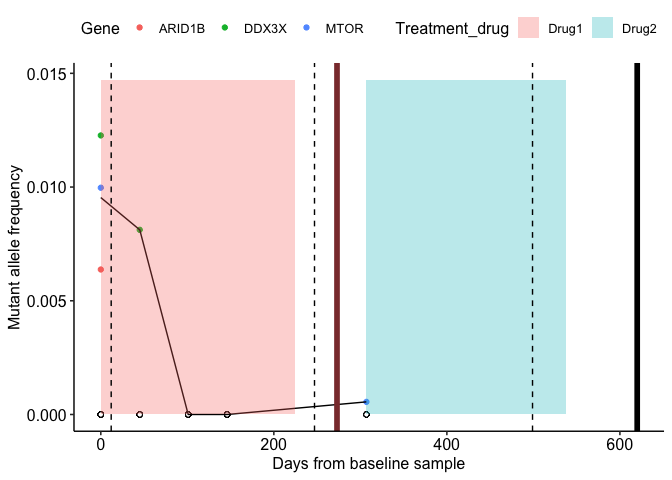 Gene ARID1B DDX3X MTOR Treatment_drug Drug1 Drug2
0.015
0.010
0.005
0.000
Mutant allele frequency
0 200 400 600
Days from baseline sample